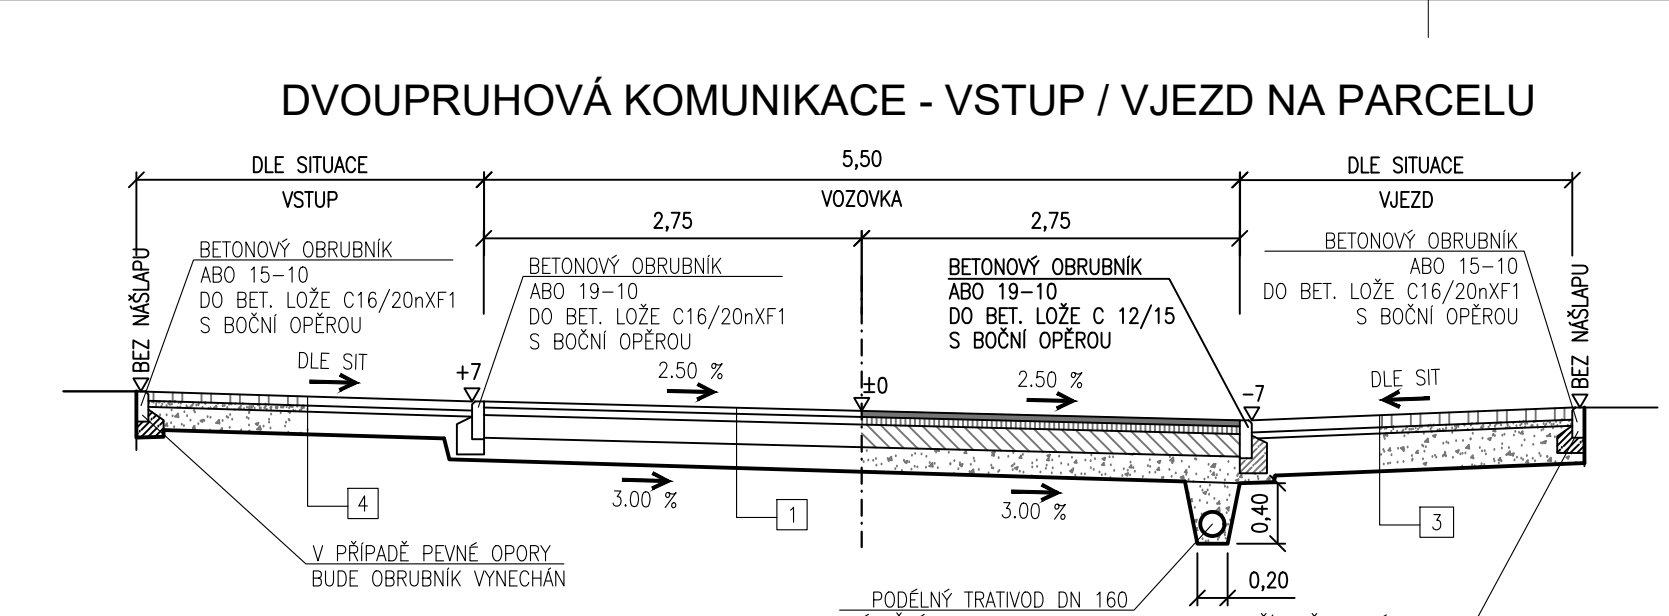 DVOUPRUHOVÁ KOMUNIKACE - VSTUP / VJEZD NA PARCELU
DLE SITUACE
5,50
DLE SITUACE
VSTUP
VOZOVKA
VJEZD
2,75
2,75
BEZ NÁŠLAPU
BETONOVÝ OBRUBNÍK
ABO 15-10
DO BET. LOŽE C16/20nXF1
S BOČNÍ OPĚROU
BETONOVÝ OBRUBNÍK
ABO 19-10
DO BET. LOŽE C16/20nXF1
S BOČNÍ OPĚROU
BETONOVÝ OBRUBNÍK
ABO 19-10
DO BET. LOŽE C 12/15
S BOČNÍ OPĚROU
BETONOVÝ OBRUBNÍK
ABO 15-10
DO BET. LOŽE C16/20nXF1
S BOČNÍ OPĚROU
BEZ NÁŠLAPU
DLE SIT
+7
2.50 %
±0
2.50 %
-7
DLE SIT
4
3.00 %
1
3.00 %
0,40
3
V PŘÍPADĚ PEVNÉ OPORY
BUDE OBRUBNÍK VYNECHÁN
0,20
PODÉLNÝ TRATIVOD DN 160